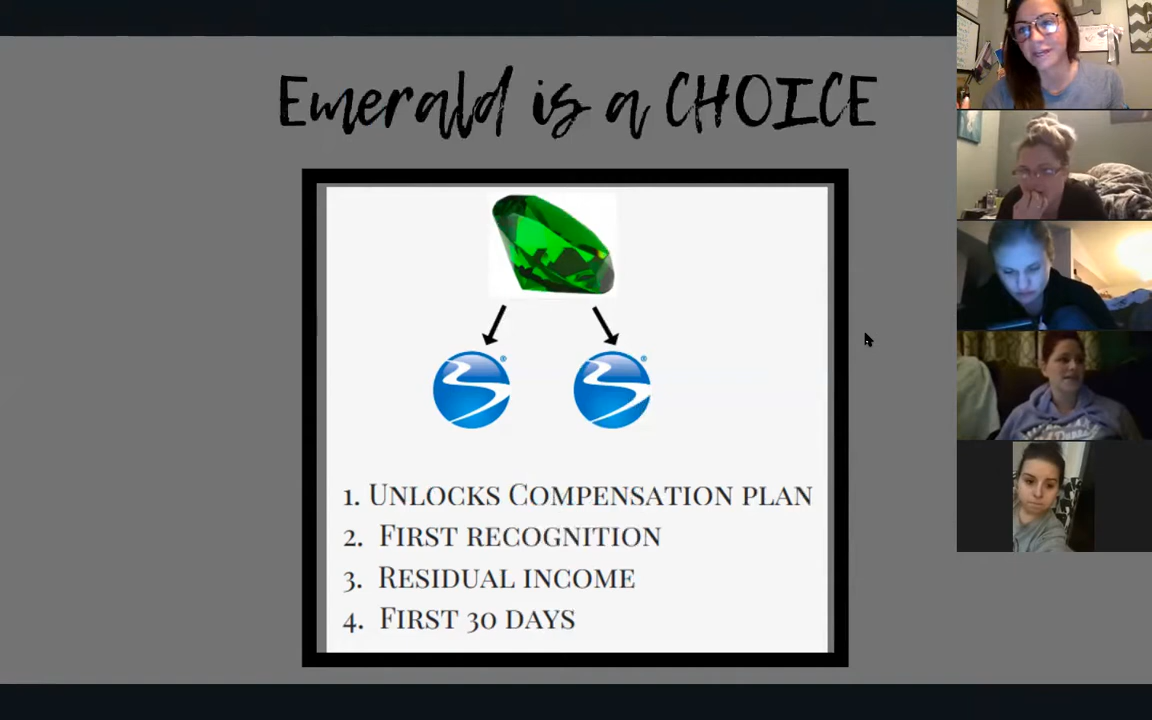 Emerald is a CHOICE
®
®
1. Unlocks Compensation plan
2. First recognition
3. Residual income
4. First 30 days